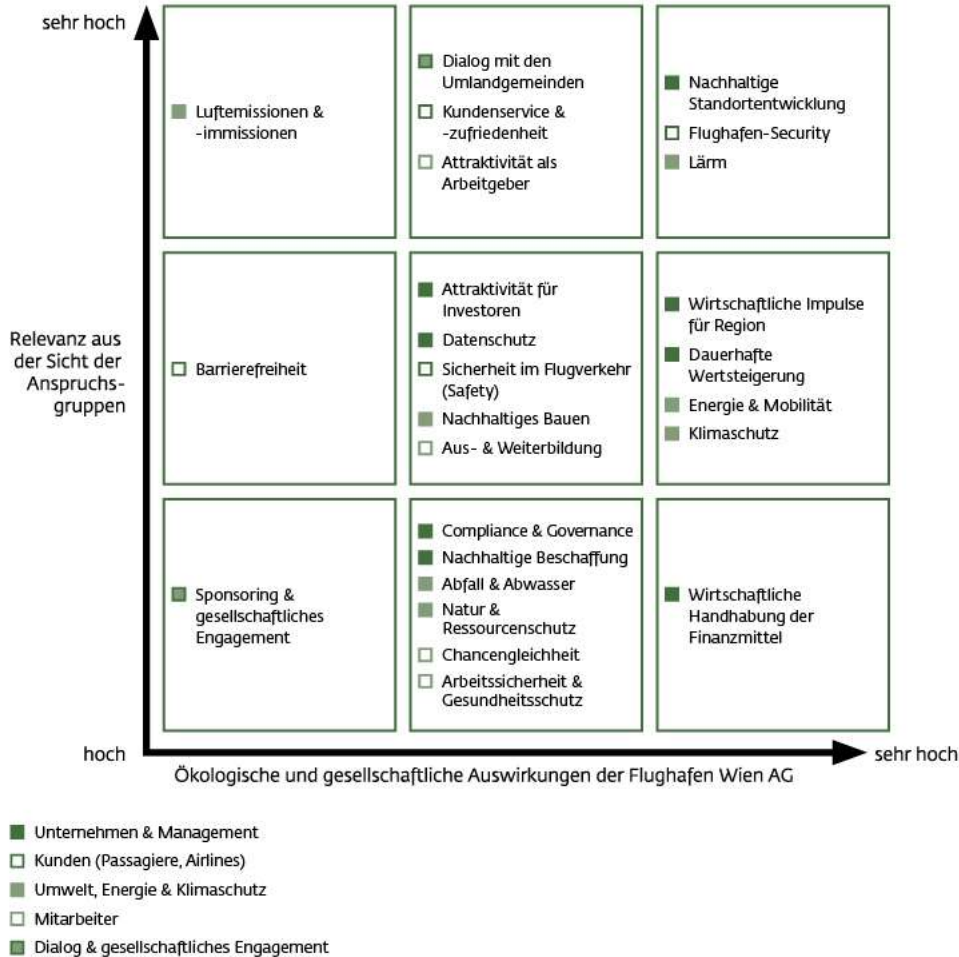 sehr hoch
Luftemissionen &
-immissionen
Dialog mit den
Umlandgemeinden
Kundenservice &
-zufriedenheit
Attraktivität als
Arbeitgeber
Nachhaltige
Standortentwicklung
Flughafen-Security
Lärm
Relevanz aus
der Sicht der
Anspruchs-
gruppen
Barrierefreiheit
Attraktivität für
Investoren
Datenschutz
Sicherheit im Flugverkehr
(Safety)
Nachhaltiges Bauen
Aus- & Weiterbildung
Wirtschaftliche Impulse
für Region
Dauerhafte
Wertsteigerung
Energie & Mobilität
Klimaschutz
Sponsoring &
gesellschaftliches
Engagement
Compliance & Governance
Nachhaltige Beschaffung
Abfall & Abwasser
Natur &
Ressourcenschutz
Chancengleichheit
Arbeitssicherheit &
Gesundheitsschutz
Wirtschaftliche
Handhabung der
Finanzmittel
hoch
sehr hoch
Ökologische und gesellschaftliche Auswirkungen der Flughafen Wien AG
Unternehmen & Management
Kunden (Passagiere, Airlines)
Umwelt, Energie & Klimaschutz
Mitarbeiter
Dialog & gesellschaftliches Engagement